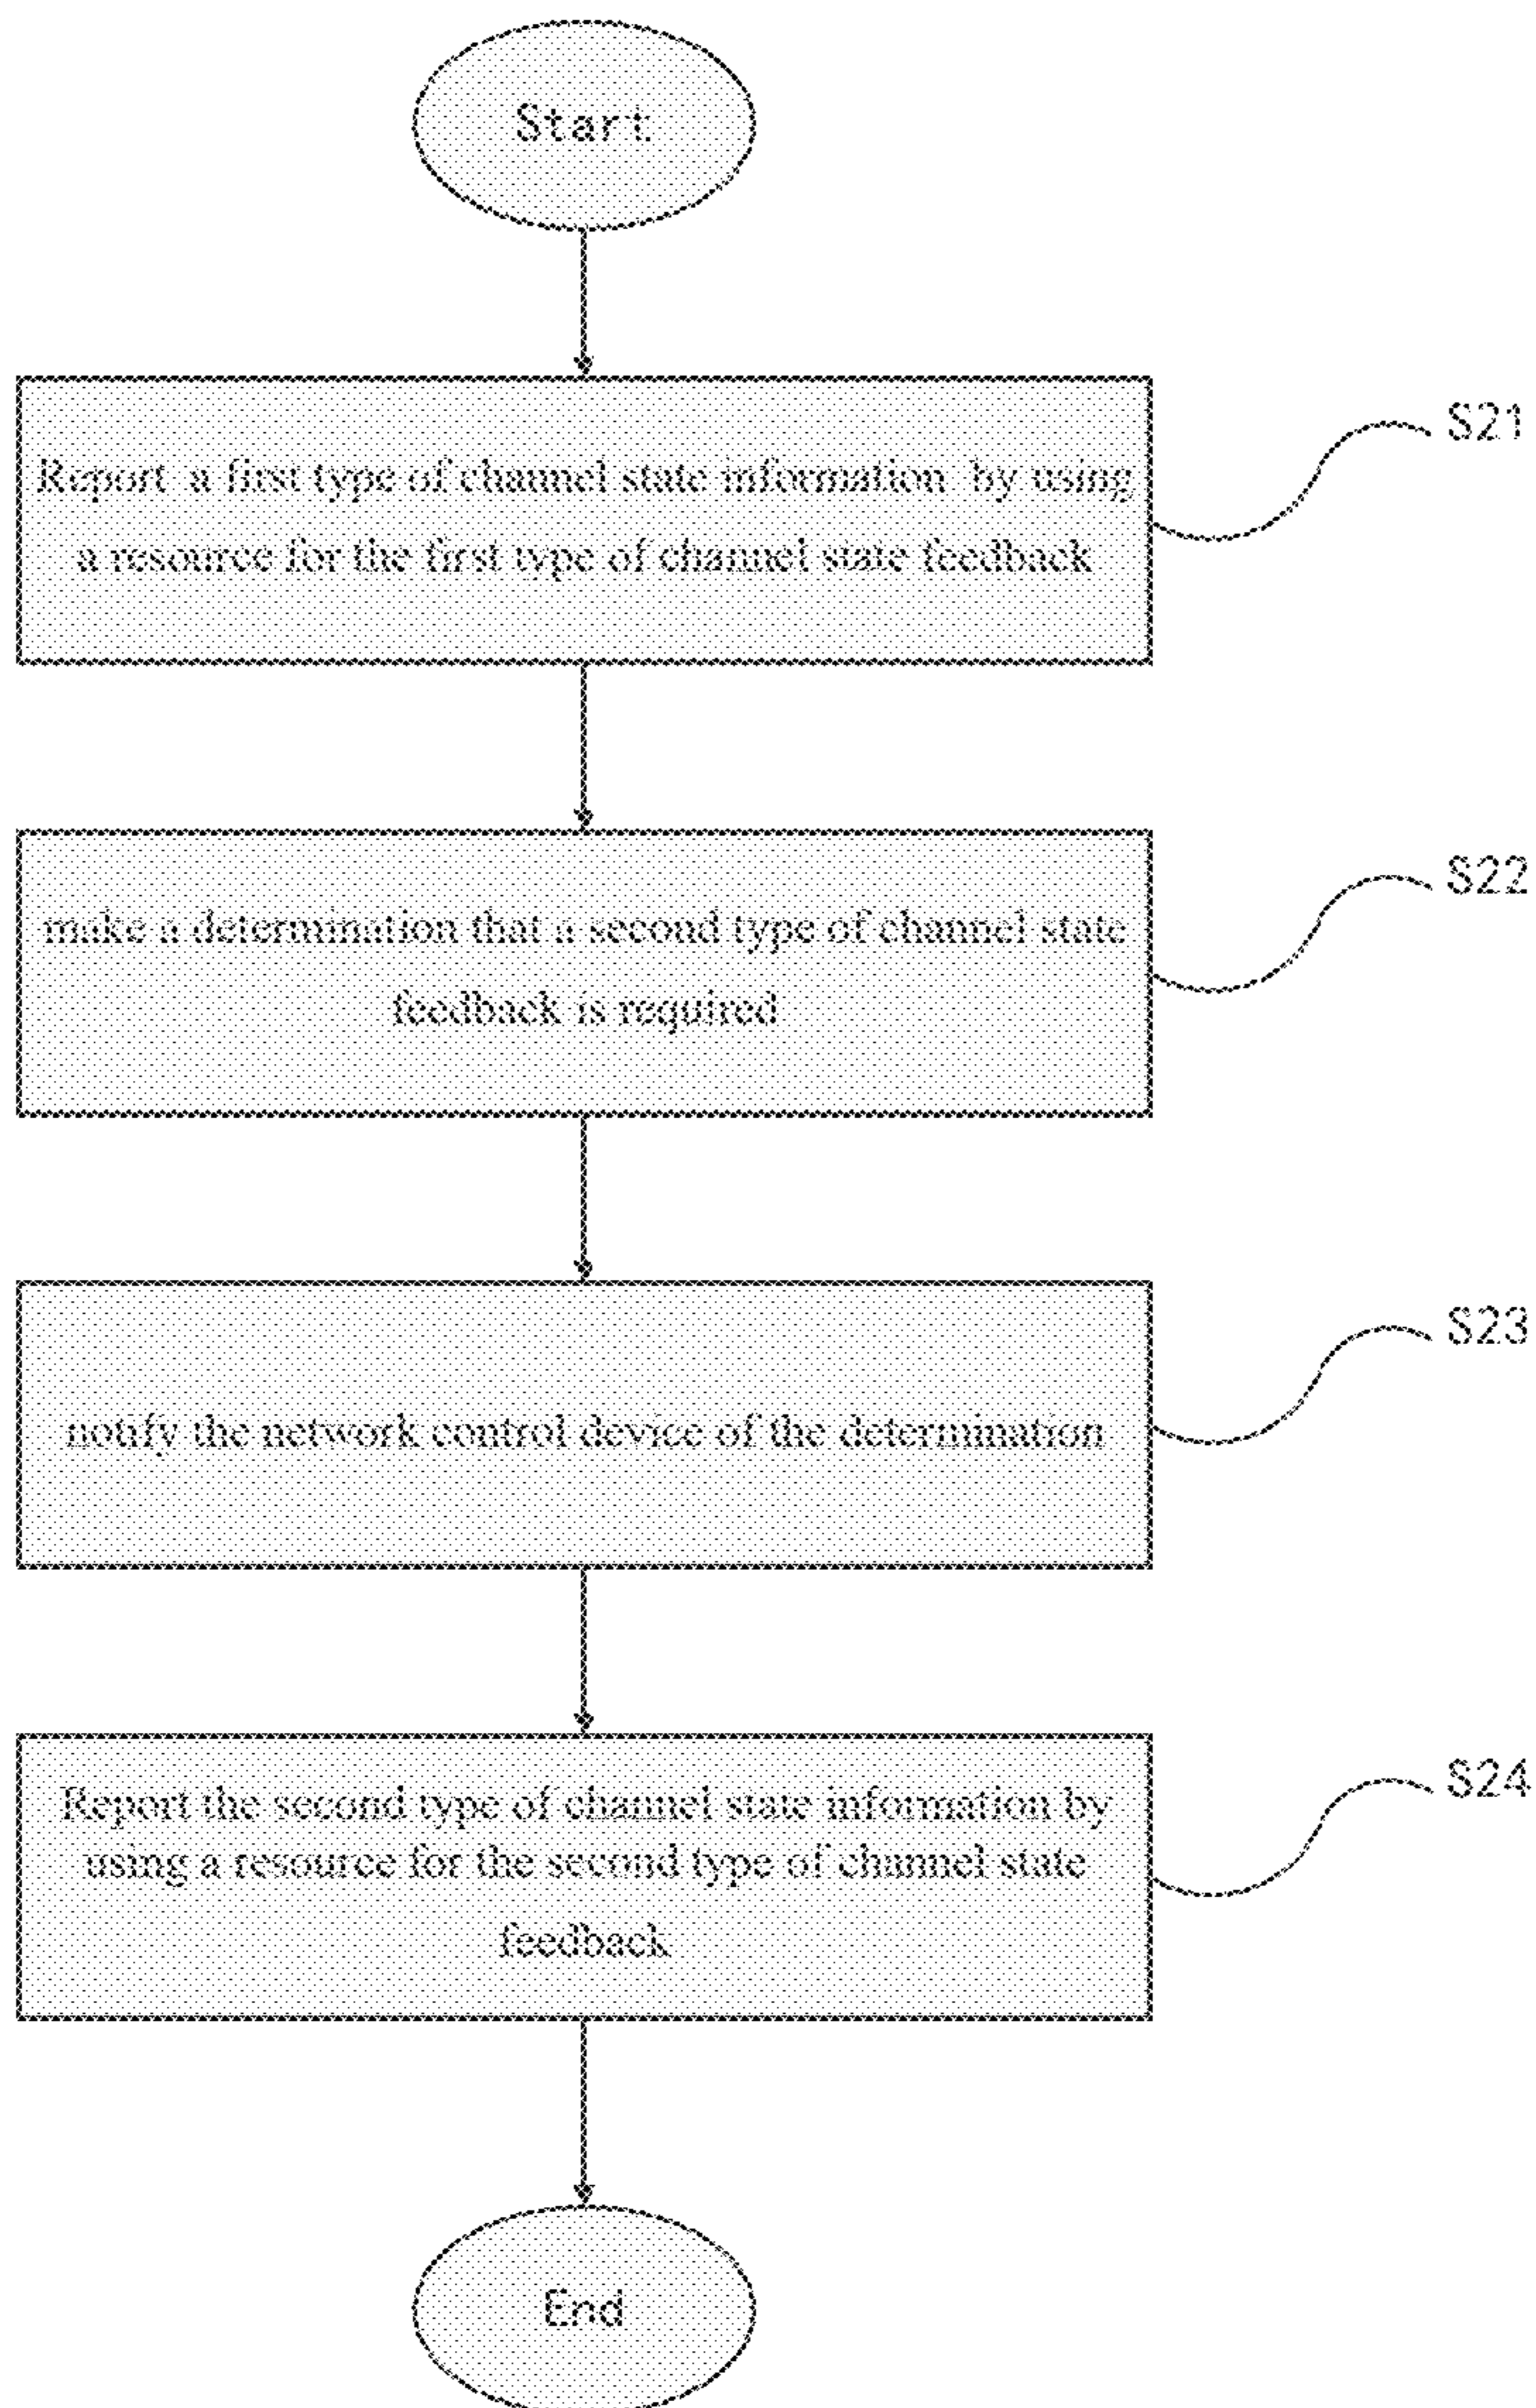 Start
Report a first type of channel state information by using
a resource for the first type of channel state feedback
S21
make a determination that a second type of channel state
feedback is required
S22
notify the network control device of the determination
S23
Report the second type of channel state information by
using a resource for the second type of channel state
feedback
S24
End